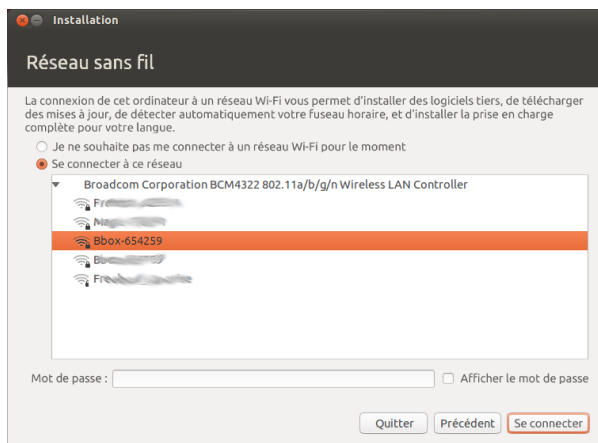 Installation
Réseau sans fil
La connexion de cet ordinateur à un réseau Wi-Fi vous permet d'installer des logiciels tiers, de télécharger
des mises à jour, de détecter automatiquement votre fuseau horaire, et d'installer la prise en charge
complète pour votre langue.
Je ne souhaite pas me connecter à un réseau Wi-Fi pour le moment
Se connecter à ce réseau
Broadcom Corporation BCM4322 802.11a/b/g/n Wireless LAN Controller
Bbox-654259
Mot de passe :
Afficher le mot de passe
Quitter
Précédent
Se connecter